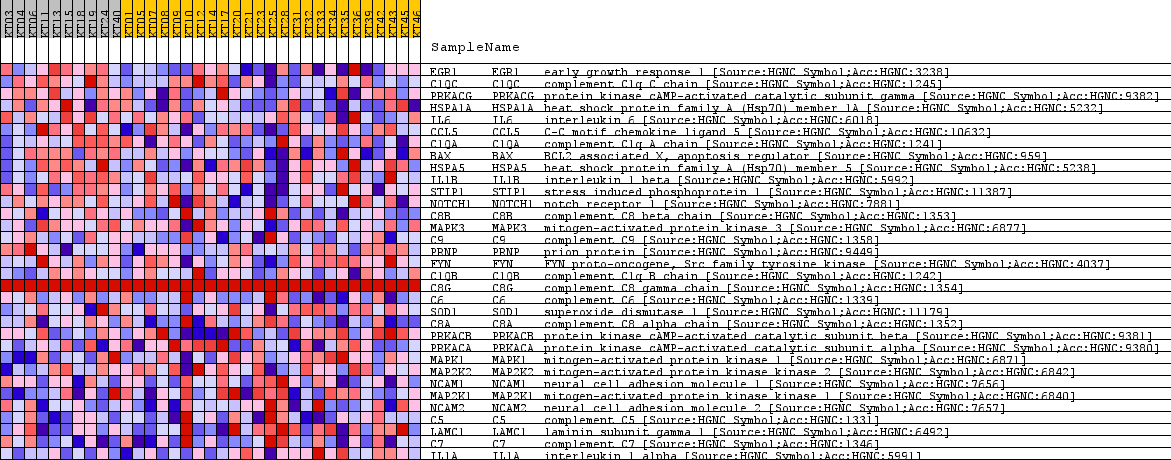 KT03 KT04 KT06 KT11 KT13 KT15 KT18 KT19 KT24 KT40 KT01 KT05 KT07 KT08 KT09 KT10 KT12 KT14 KT17 KT20 KT21 KT23 KT25 KT28 KT31 KT32 KT33 KT34 KT35 KT36 KT39 KT42 KT43 KT45 KT46
SampleName
EGR1 EGR1 early growth response 1 [Source:HGNC Symbol;Acc:HGNC:3238]
C1QC C1QC complement C1q C chain [Source:HGNC Symbol;Acc:HGNC:1245]
PRKACG PRKACG protein kinase cAMP-activated catalytic subunit gamma [Source:HGNC Symbol;Acc:HGNC:9382]
HSPA1A HSPA1A heat shock protein family A (Hsp70) member 1A [Source:HGNC Symbol;Acc:HGNC:5232]
IL6 IL6 interleukin 6 [Source:HGNC Symbol;Acc:HGNC:6018]
CCL5 CCL5 C-C motif chemokine ligand 5 [Source:HGNC Symbol;Acc:HGNC:10632]
C1QA C1QA complement C1q A chain [Source:HGNC Symbol;Acc:HGNC:1241]
BAX BAX BCL2 associated X, apoptosis regulator [Source:HGNC Symbol;Acc:HGNC:959]
HSPA5 HSPA5 heat shock protein family A (Hsp70) member 5 [Source:HGNC Symbol;Acc:HGNC:5238]
IL1B IL1B interleukin 1 beta [Source:HGNC Symbol;Acc:HGNC:5992]
STIP1 STIP1 stress induced phosphoprotein 1 [Source:HGNC Symbol;Acc:HGNC:11387]
NOTCH1 NOTCH1 notch receptor 1 [Source:HGNC Symbol;Acc:HGNC:7881]
C8B C8B complement C8 beta chain [Source:HGNC Symbol;Acc:HGNC:1353]
MAPK3 MAPK3 mitogen-activated protein kinase 3 [Source:HGNC Symbol;Acc:HGNC:6877]
C9 C9 complement C9 [Source:HGNC Symbol;Acc:HGNC:1358]
PRNP PRNP prion protein [Source:HGNC Symbol;Acc:HGNC:9449]
FYN FYN FYN proto-oncogene, Src family tyrosine kinase [Source:HGNC Symbol;Acc:HGNC:4037]
C1QB C1QB complement C1q B chain [Source:HGNC Symbol;Acc:HGNC:1242]
C8G C8G complement C8 gamma chain [Source:HGNC Symbol;Acc:HGNC:1354]
C6 C6 complement C6 [Source:HGNC Symbol;Acc:HGNC:1339]
SOD1 SOD1 superoxide dismutase 1 [Source:HGNC Symbol;Acc:HGNC:11179]
C8A C8A complement C8 alpha chain [Source:HGNC Symbol;Acc:HGNC:1352]
PRKACB PRKACB protein kinase cAMP-activated catalytic subunit beta [Source:HGNC Symbol;Acc:HGNC:9381]
PRKACA PRKACA protein kinase cAMP-activated catalytic subunit alpha [Source:HGNC Symbol;Acc:HGNC:9380]
MAPK1 MAPK1 mitogen-activated protein kinase 1 [Source:HGNC Symbol;Acc:HGNC:6871]
MAP2K2 MAP2K2 mitogen-activated protein kinase kinase 2 [Source:HGNC Symbol;Acc:HGNC:6842]
NCAM1 NCAM1 neural cell adhesion molecule 1 [Source:HGNC Symbol;Acc:HGNC:7656]
MAP2K1 MAP2K1 mitogen-activated protein kinase kinase 1 [Source:HGNC Symbol;Acc:HGNC:6840]
NCAM2 NCAM2 neural cell adhesion molecule 2 [Source:HGNC Symbol;Acc:HGNC:7657]
C5 C5 complement C5 [Source:HGNC Symbol;Acc:HGNC:1331]
LAMC1 LAMC1 laminin subunit gamma 1 [Source:HGNC Symbol;Acc:HGNC:6492]
C7 C7 complement C7 [Source:HGNC Symbol;Acc:HGNC:1346]
IL1A IL1A interleukin 1 alpha [Source:HGNC Symbol;Acc:HGNC:5991]